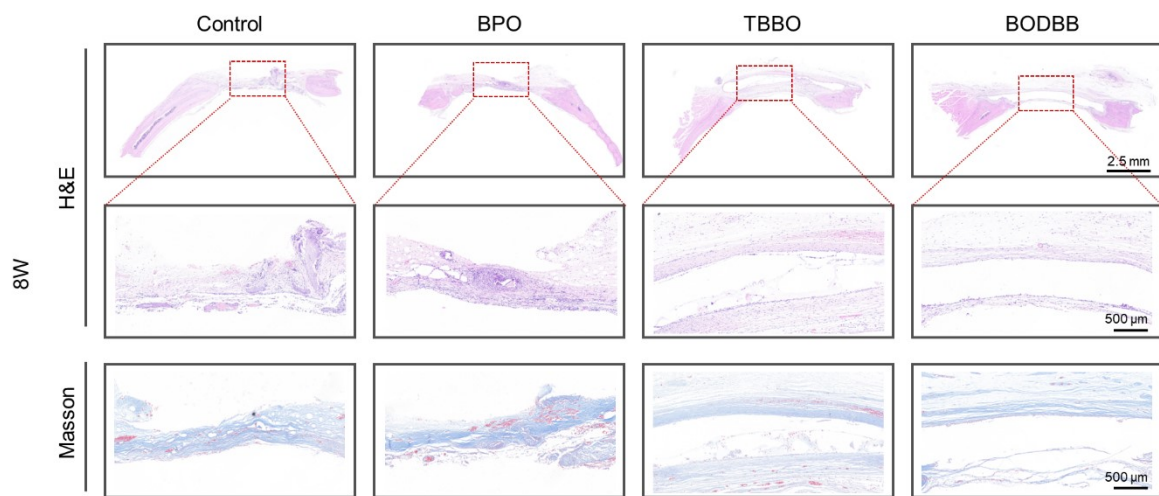 Control
BPO
TBBO
BODBB
8W
H&E
2.5 mm
500 µm
Masson
500 µm